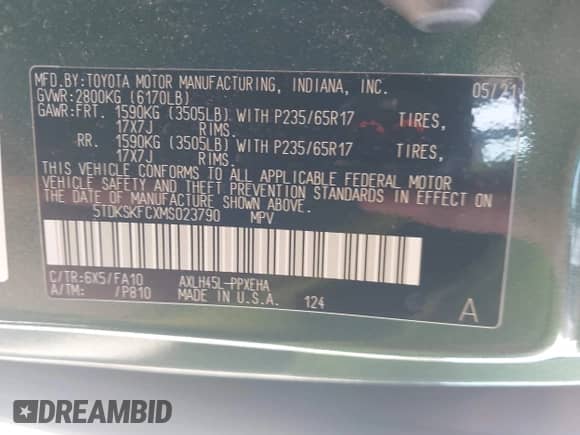 MFD.BY:TOYOTA MOTOR MANUFACTURING, INDIANA, INC. 05/21
GVWR:2800KG (6170LB)
GAWR:FRT. 1590KG (3505LB) WITH P235/65R17 TIRES,
17X7J RIMS.
RR. 1590KG (3505LB) WITH P235/65R17 TIRES,
17X7J RIMS.
THIS VEHICLE CONFORMS TO ALL APPLICABLE FEDERAL MOTOR
VEHICLE SAFETY AND THEFT PREVENTION STANDARDS IN EFFECT ON
THE DATE OF MANUFACTURE SHOWN ABOVE.
5TDKSKFCXMS023790 MPV
C/TR:6X5/FA10 AXLH45L-PPXEHA
A/TM: /P810 MADE IN U.S.A. 124 A
DREAMBID